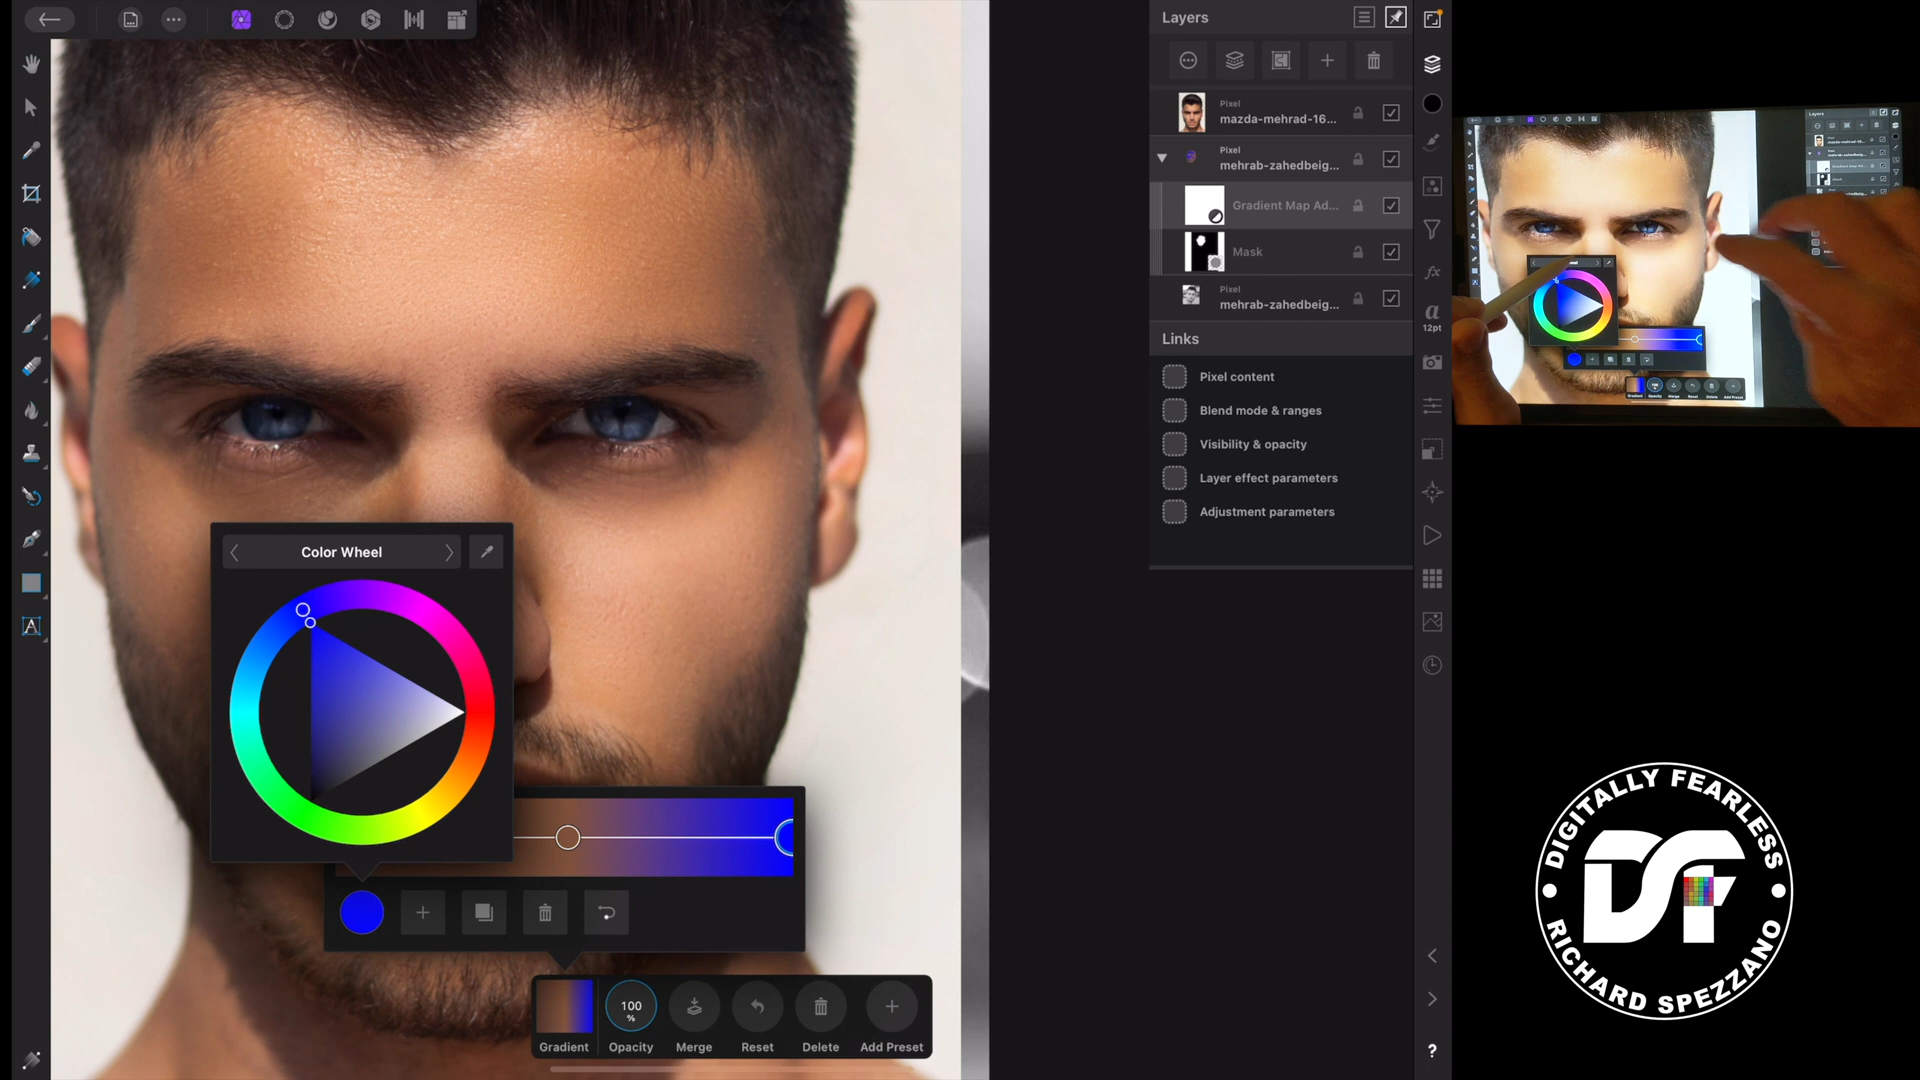 Layers
Pixel
mazda-mehrad-16...
Pixel
mehrab-zahedbeig...
Gradient Map Ad...
Mask
Pixel
mehrab-zahedbeig...
Links
Pixel content
Blend mode & ranges
Visibility & opacity
Layer effect parameters
Adjustment parameters
a
12pt
A
Color Wheel
100
%
Gradient
Opacity
Merge
Reset
Delete
Add Preset
?
DIGITALLY FEARLESS
DF
RICHARD SPEZZANO